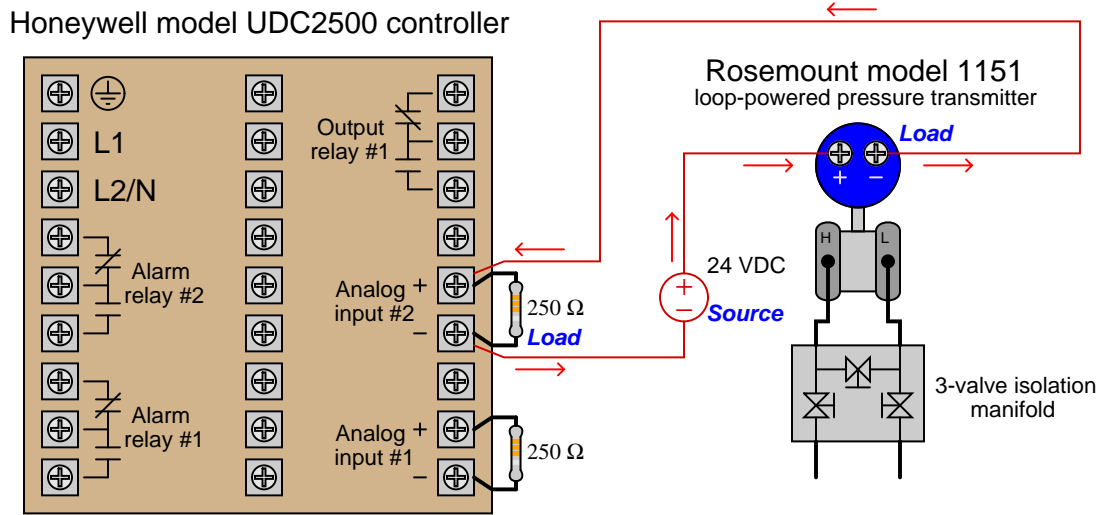 Honeywell model UDC2500 controller
L1
L2/N
Alarm
relay #2
Alarm
relay #1
Output
relay #1
Analog +
input #2
–
Analog +
input #1
–
250 Ω
Load
250 Ω
24 VDC
+
–
Source
Rosemount model 1151
loop-powered pressure transmitter
Load
+ –
H L
3-valve isolation
manifold